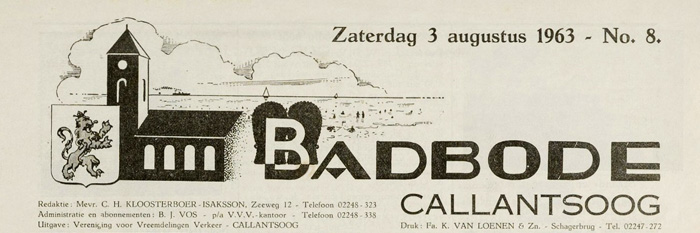 Zaterdag 3 augustus 1963 - No. 8.
BADBODE
CALLANTSOOG
Redaktie: Mevr. C. H. KLOOSTERBOER-ISAKSSON, Zeeweg 12 - Telefoon 02248-323
Administratie en abonnementen: B. J. VOS - p/a V.V.V.-kantoor - Telefoon 02248-338
Uitgave: Vereniging voor Vreemdelingen Verkeer - CALLANTSOOG
Druk: Fa. K. VAN LOENEN & Zn. - Schagerbrug - Tel. 02247-272